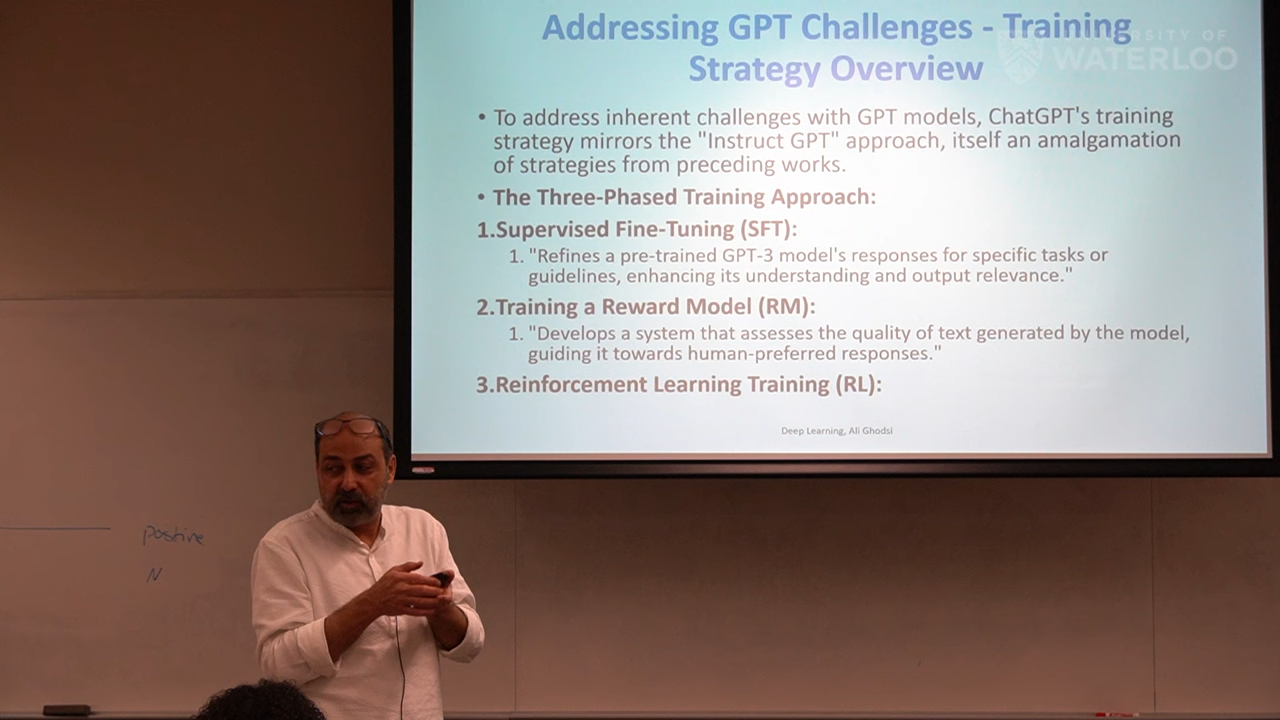 Addressing GPT Challenges - Training
Strategy Overview
UNIVERSITY OF
WATERLOO
• To address inherent challenges with GPT models, ChatGPT's training
strategy mirrors the "Instruct GPT" approach, itself an amalgamation
of strategies from preceding works.
• The Three-Phased Training Approach:
1.Supervised Fine-Tuning (SFT):
1. "Refines a pre-trained GPT-3 model's responses for specific tasks or
guidelines, enhancing its understanding and output relevance."
2.Training a Reward Model (RM):
1. "Develops a system that assesses the quality of text generated by the model,
guiding it towards human-preferred responses."
3.Reinforcement Learning Training (RL):
Deep Learning, Ali Ghodsi
positive
N